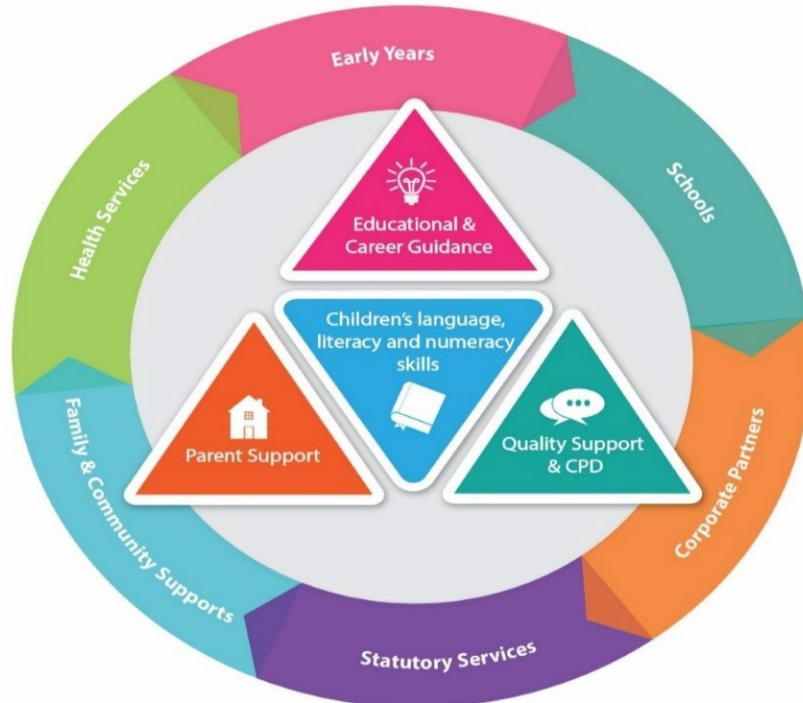 Early Years
Schools
Corporate Partners
Statutory Services
Family & Community Supports
Health Services
Educational &
Career Guidance
Children's language,
literacy and numeracy
skills
Parent Support
Quality Support
& CPD